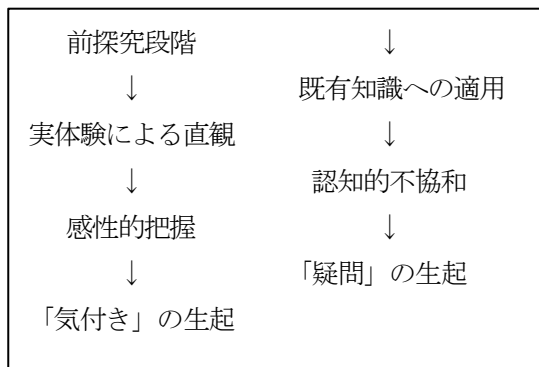 前探究段階
↓
実体験による直観
↓
感性的把握
↓
「気付き」の生起
↓
既有知識への適用
↓
認知的不協和
↓
「疑問」の生起